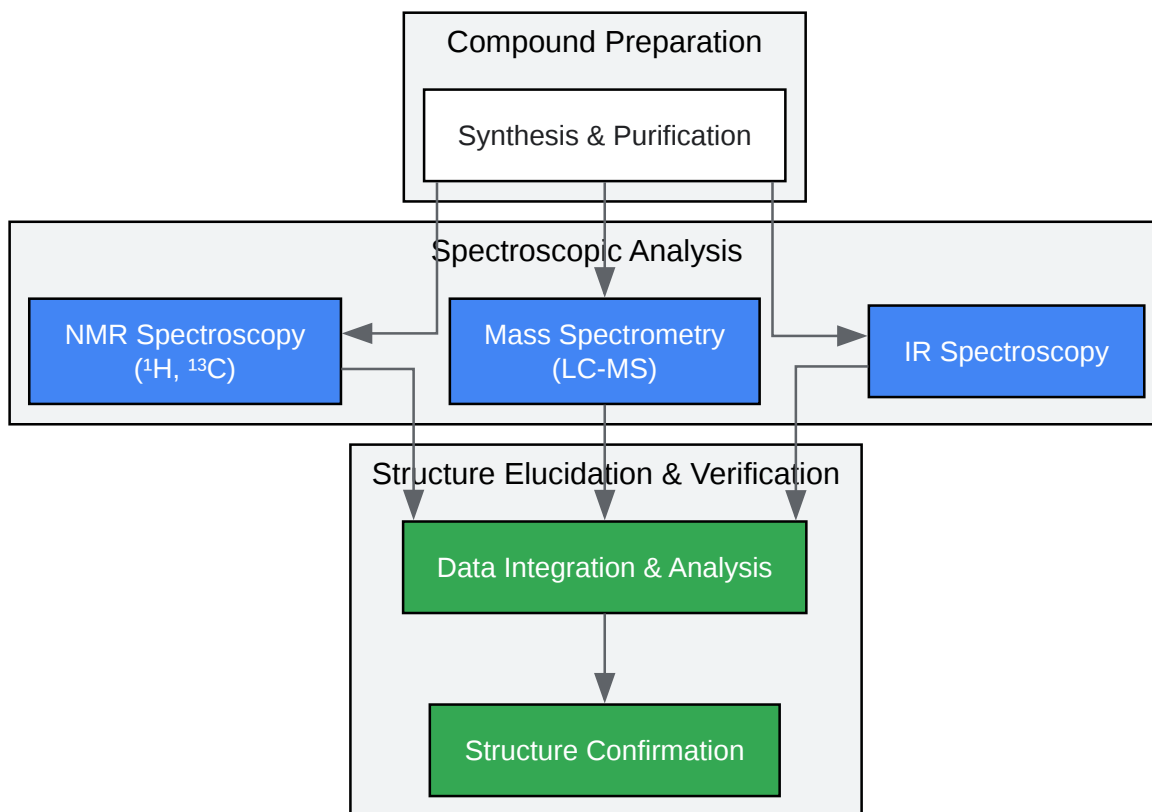 Compound Preparation
Synthesis & Purification
Spectroscopic Analysis
NMR Spectroscopy
(¹H, ¹³C)
Mass Spectrometry
(LC-MS)
IR Spectroscopy
Structure Elucidation & Verification
Data Integration & Analysis
Structure Confirmation